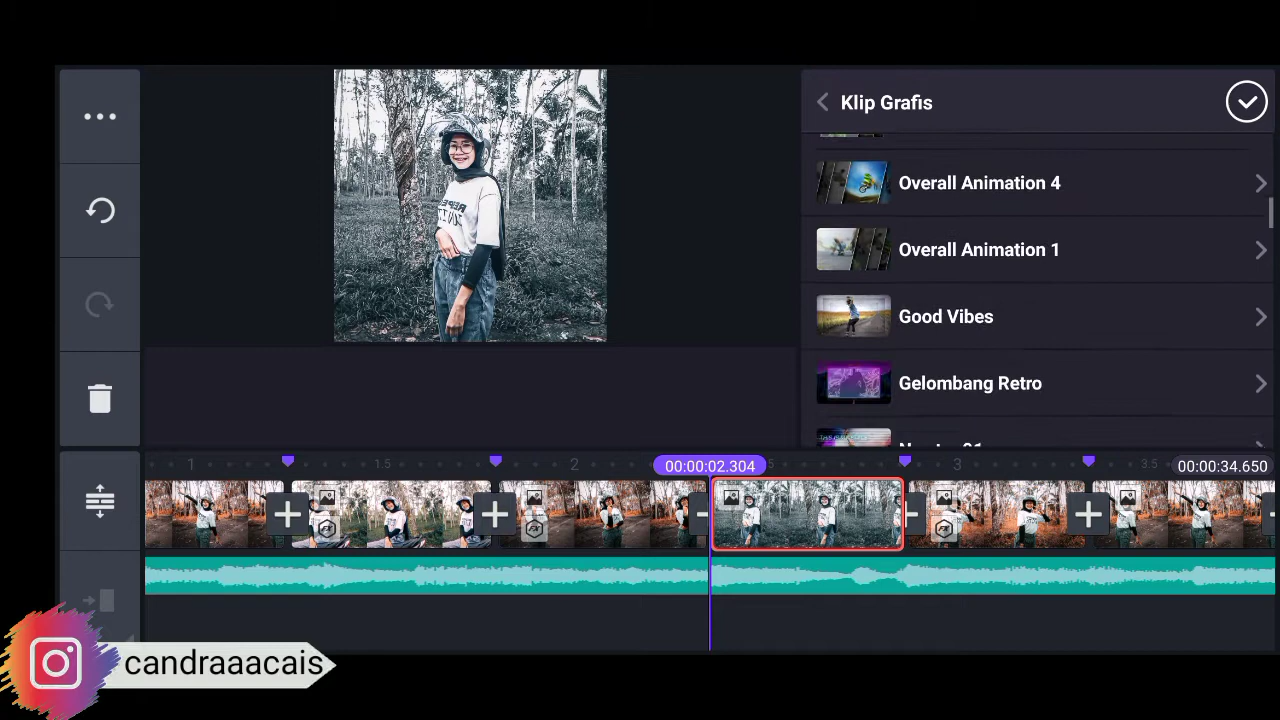 Klip Grafis
Overall Animation 4
Overall Animation 1
Good Vibes
Gelombang Retro
1
1.5
2
00:00:02.304
5
3
3.5
00:00:34.650
candraaacais